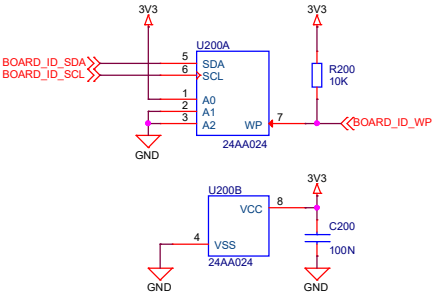 3V3
3V3
U200A
BOARD_ID_SDA
5
SDA
BOARD_ID_SCL
6
SCL
R200
10K
1
A0
2
A1
3
A2
WP
7
BOARD_ID_WP
24AA024
GND
U200B
3V3
VCC
8
C200
100N
4
VSS
24AA024
GND
GND